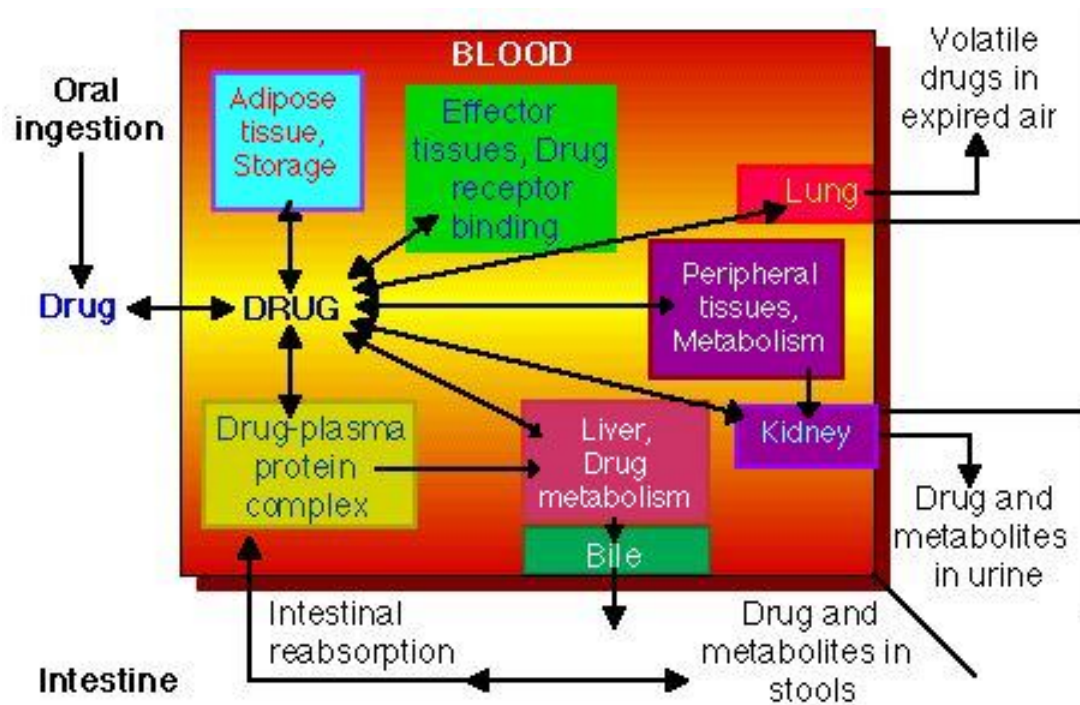 BLOOD
Oral
ingestion
Drug
DRUG
Adipose
tissue,
Storage
Effector
tissues, Drug
receptor
binding
Lung
Volatile
drugs in
expired air
Peripheral
tissues,
Metabolism
Kidney
Drug-plasma
protein
complex
Liver,
Drug
metabolism
Bile
Drug and
metabolites
in urine
Intestinal
reabsorption
Drug and
metabolites in
stools
Intestine